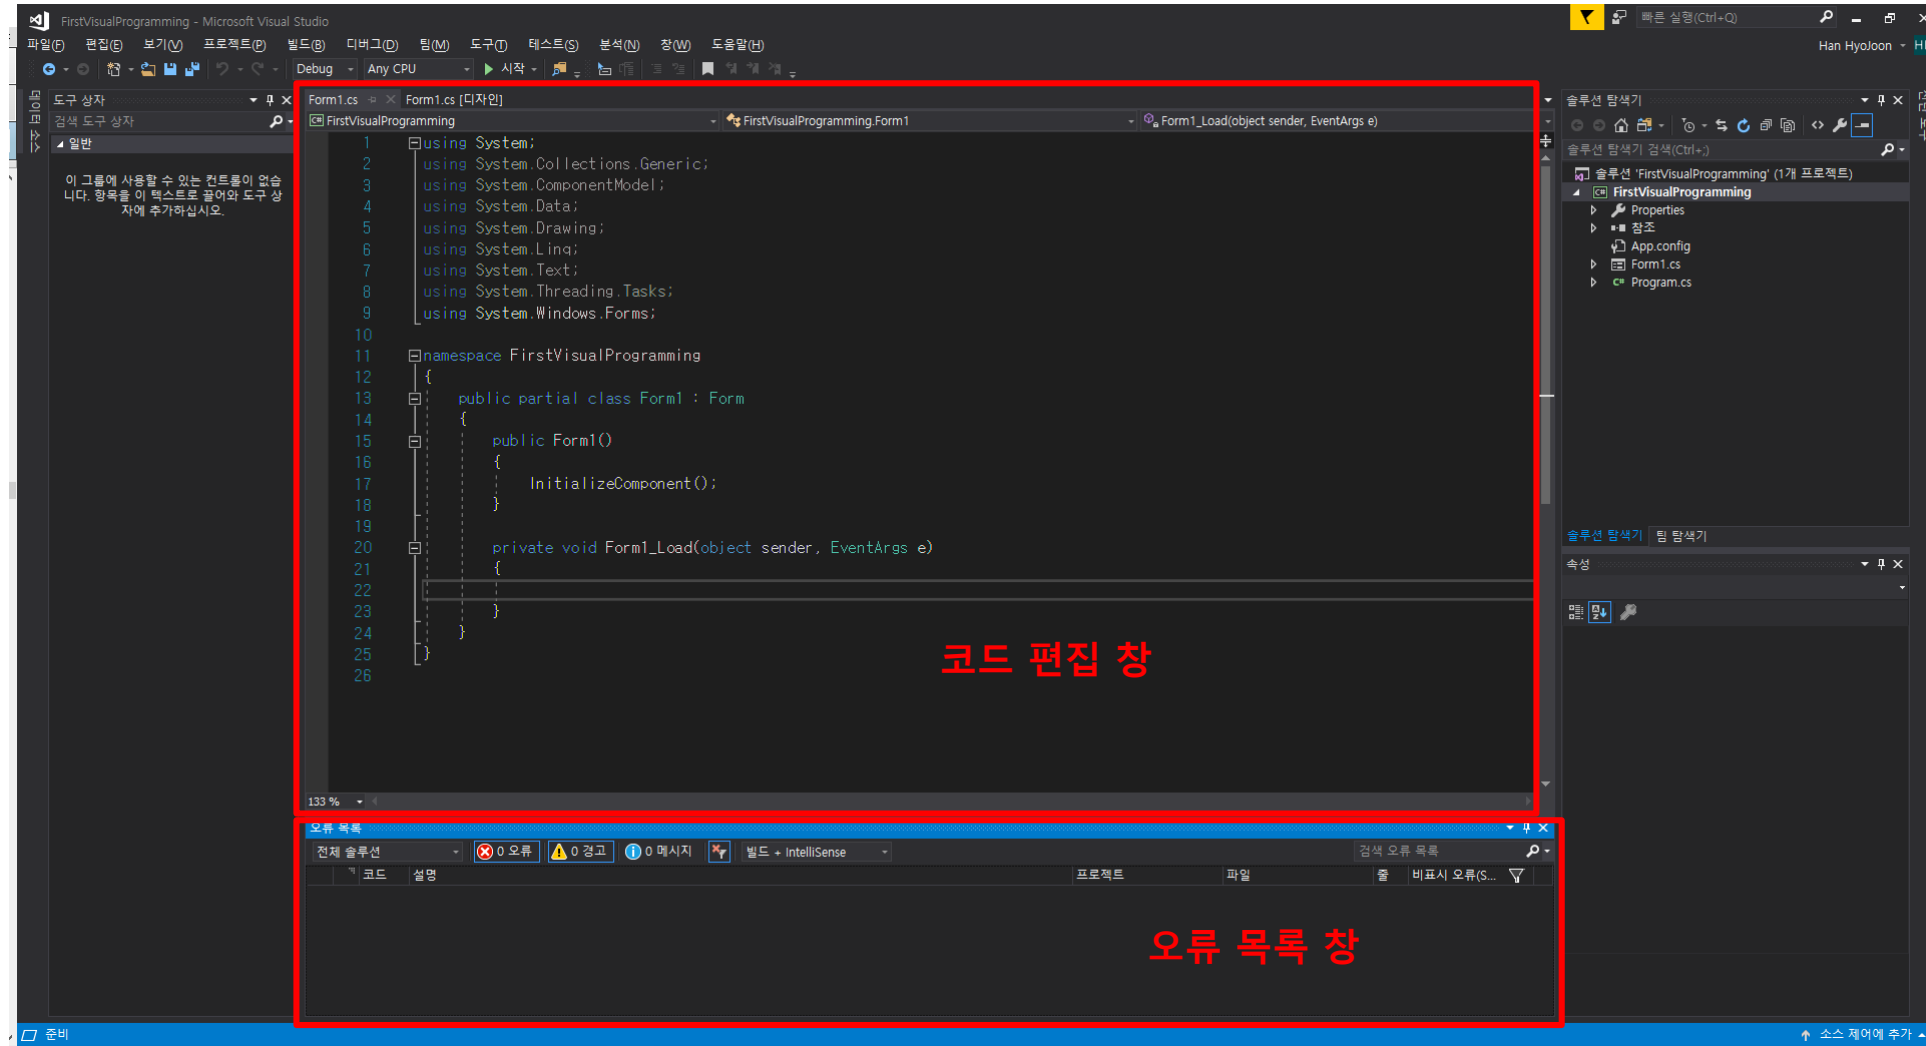 FirstVisualProgramming - Microsoft Visual Studio
빠른 실행(Ctrl+Q)
파일(F) 편집(E) 보기(V) 프로젝트(P) 빌드(B) 디버그(D) 팀(M) 도구(T) 테스트(S) 분석(N) 창(W) 도움말(H)
Han HyoJoon
Debug Any CPU 시작
데이터 소스
도구 상자
검색 도구 상자
일반
이 그룹에 사용할 수 있는 컨트롤이 없습
니다. 항목을 이 텍스트로 끌어와 도구 상
자에 추가하십시오.
Form1.cs Form1.cs [디자인]
FirstVisualProgramming FirstVisualProgramming.Form1 Form1_Load(object sender, EventArgs e)
1 using System;
2 using System.Collections.Generic;
3 using System.ComponentModel;
4 using System.Data;
5 using System.Drawing;
6 using System.Linq;
7 using System.Text;
8 using System.Threading.Tasks;
9 using System.Windows.Forms;
10
11 namespace FirstVisualProgramming
12 {
13 public partial class Form1 : Form
14 {
15 public Form1()
16 {
17 InitializeComponent();
18 }
19
20 private void Form1_Load(object sender, EventArgs e)
21 {
22
23 }
24 }
25 }
26
코드 편집 창
133 %
오류 목록
전체 솔루션 0 오류 0 경고 0 메시지 빌드 + IntelliSense 검색 오류 목록
코드 설명 프로젝트 파일 줄 비표시 오류(S...
오류 목록 창
솔루션 탐색기
솔루션 탐색기 검색(Ctrl+;)
솔루션 'FirstVisualProgramming' (1개 프로젝트)
FirstVisualProgramming
Properties
참조
App.config
Form1.cs
Program.cs
솔루션 탐색기 팀 탐색기
속성
준비
소스 제어에 추가